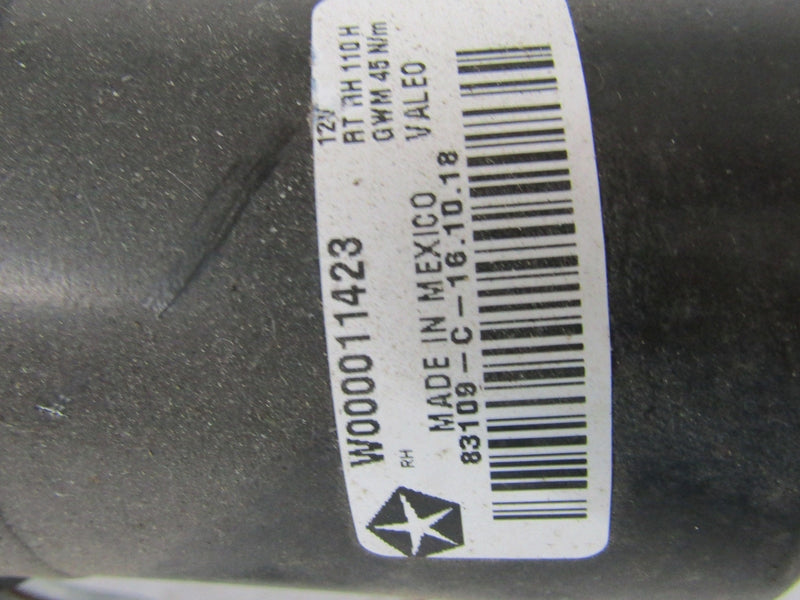 12V
RT RH 110 H
GWM 45 N/m
VALEO
W000011423
RH
MADE IN MEXICO
83109-C-16.10.18